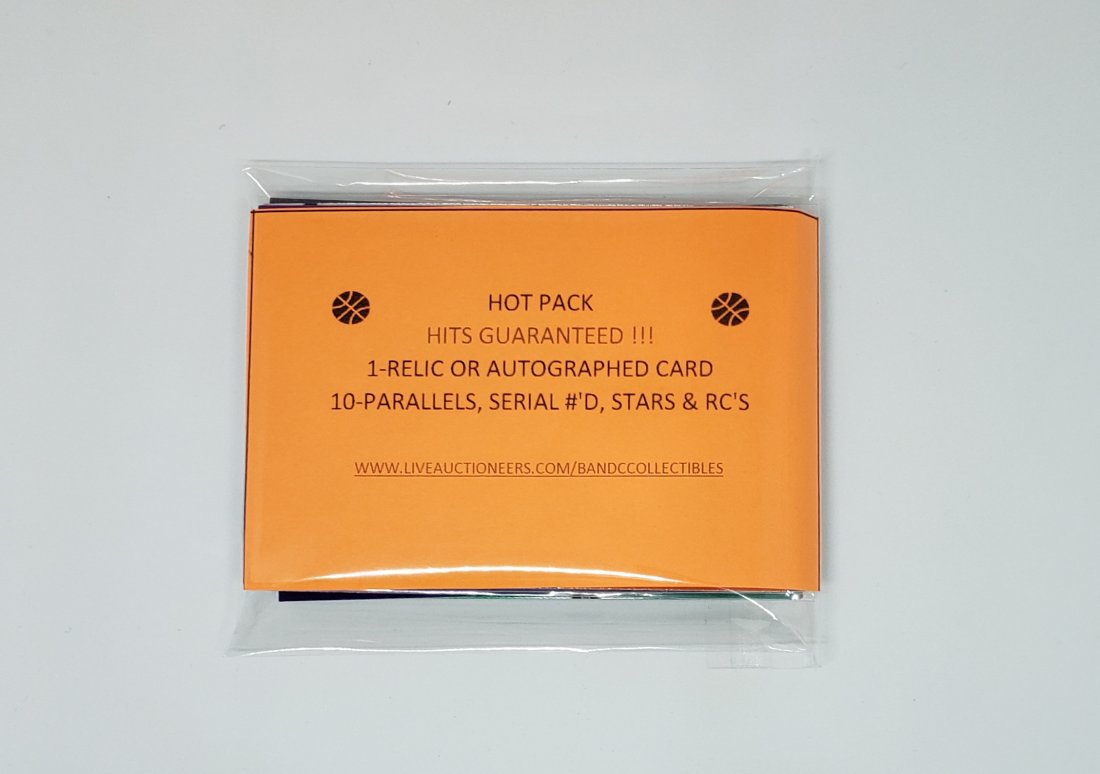 HOT PACK
HITS GUARANTEED !!!
1-RELIC OR AUTOGRAPHED CARD
10-PARALLELS, SERIAL #'D, STARS & RC'S
WWW.LIVEAUCTIONEERS.COM/BANDCCOLLECTIBLES